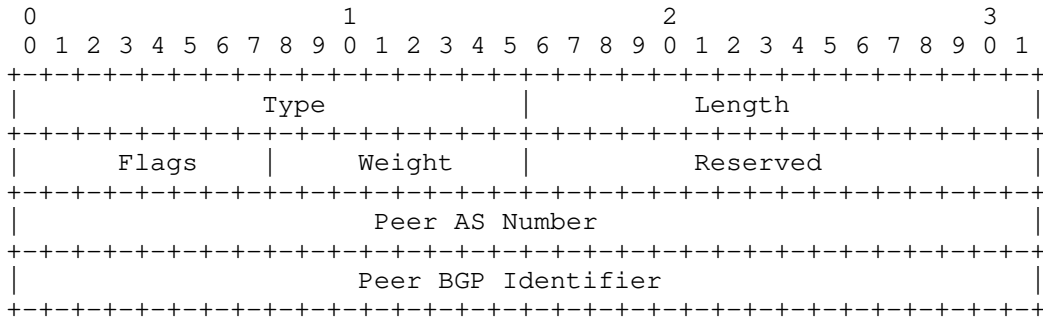 0                   1                   2                   3
 0 1 2 3 4 5 6 7 8 9 0 1 2 3 4 5 6 7 8 9 0 1 2 3 4 5 6 7 8 9 0 1
+-+-+-+-+-+-+-+-+-+-+-+-+-+-+-+-+-+-+-+-+-+-+-+-+-+-+-+-+-+-+-+-+
|               Type            |          Length               |
+-+-+-+-+-+-+-+-+-+-+-+-+-+-+-+-+-+-+-+-+-+-+-+-+-+-+-+-+-+-+-+-+
|      Flags    |     Weight    |          Reserved             |
+-+-+-+-+-+-+-+-+-+-+-+-+-+-+-+-+-+-+-+-+-+-+-+-+-+-+-+-+-+-+-+-+
|                      Peer AS Number                           |
+-+-+-+-+-+-+-+-+-+-+-+-+-+-+-+-+-+-+-+-+-+-+-+-+-+-+-+-+-+-+-+-+
|                     Peer BGP Identifier                       |
+-+-+-+-+-+-+-+-+-+-+-+-+-+-+-+-+-+-+-+-+-+-+-+-+-+-+-+-+-+-+-+-+